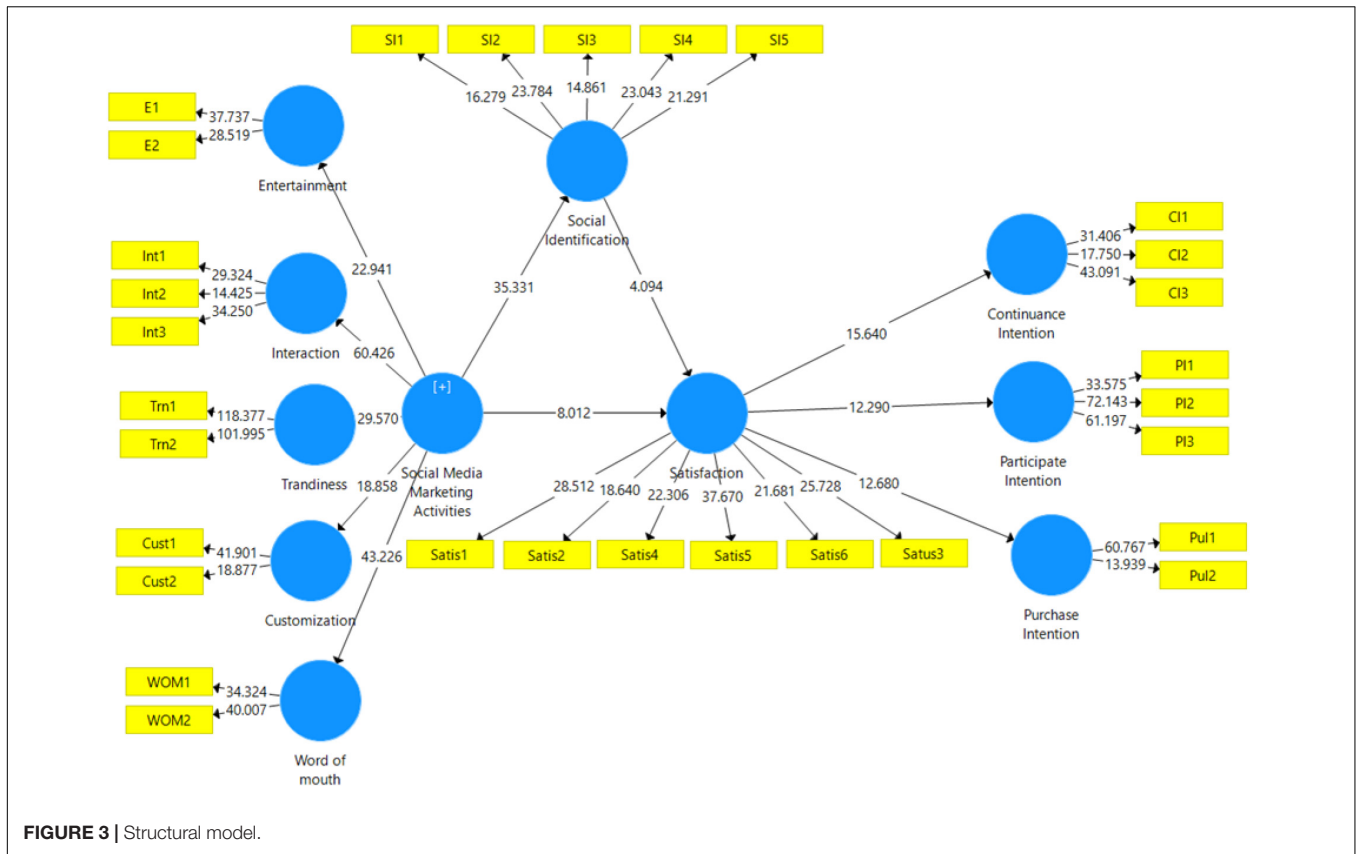 SI1
SI2
SI3
SI4
SI5
16.279
23.784
14.861
23.043
21.291
Social
Identification
E1
E2
37.737
28.519
Entertainment
22.941
35.331
4.094
Int1
Int2
Int3
29.324
14.425
34.250
Interaction
60.426
Trn1
Trn2
118.377
101.995
Trandiness
29.570
[+]
Social Media
Marketing
Activities
8.012
Satisfaction
Cust1
Cust2
41.901
18.877
Customization
18.858
WOM1
WOM2
34.324
40.007
Word of
mouth
43.226
28.512
18.640
22.306
37.670
21.681
25.728
Satis1
Satis2
Satis4
Satis5
Satis6
Satus3
15.640
12.290
12.680
Continuance
Intention
31.406
17.750
43.091
CI1
CI2
CI3
Participate
Intention
33.575
72.143
61.197
PI1
PI2
PI3
Purchase
Intention
60.767
13.939
PuI1
PuI2
FIGURE 3 | Structural model.